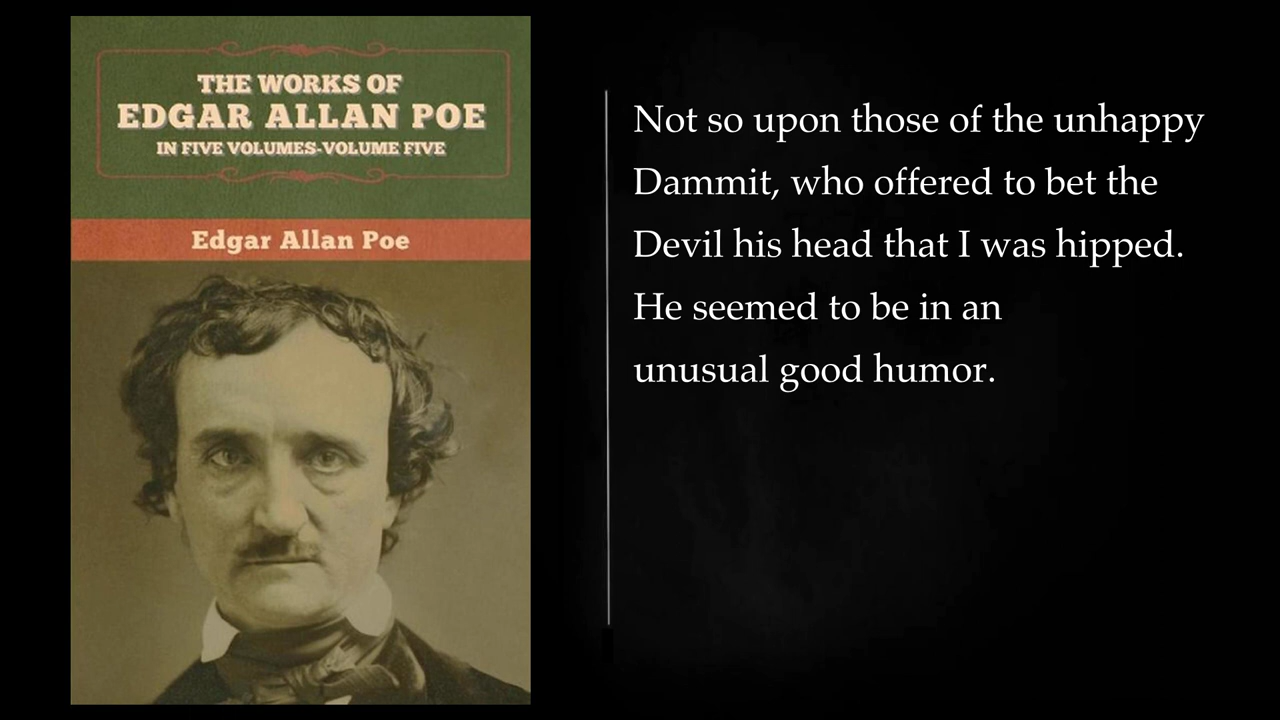 THE WORKS OF
EDGAR ALLAN POE
IN FIVE VOLUMES-VOLUME FIVE
Edgar Allan Poe
Not so upon those of the unhappy
Dammit, who offered to bet the
Devil his head that I was hipped.
He seemed to be in an
unusual good humor.